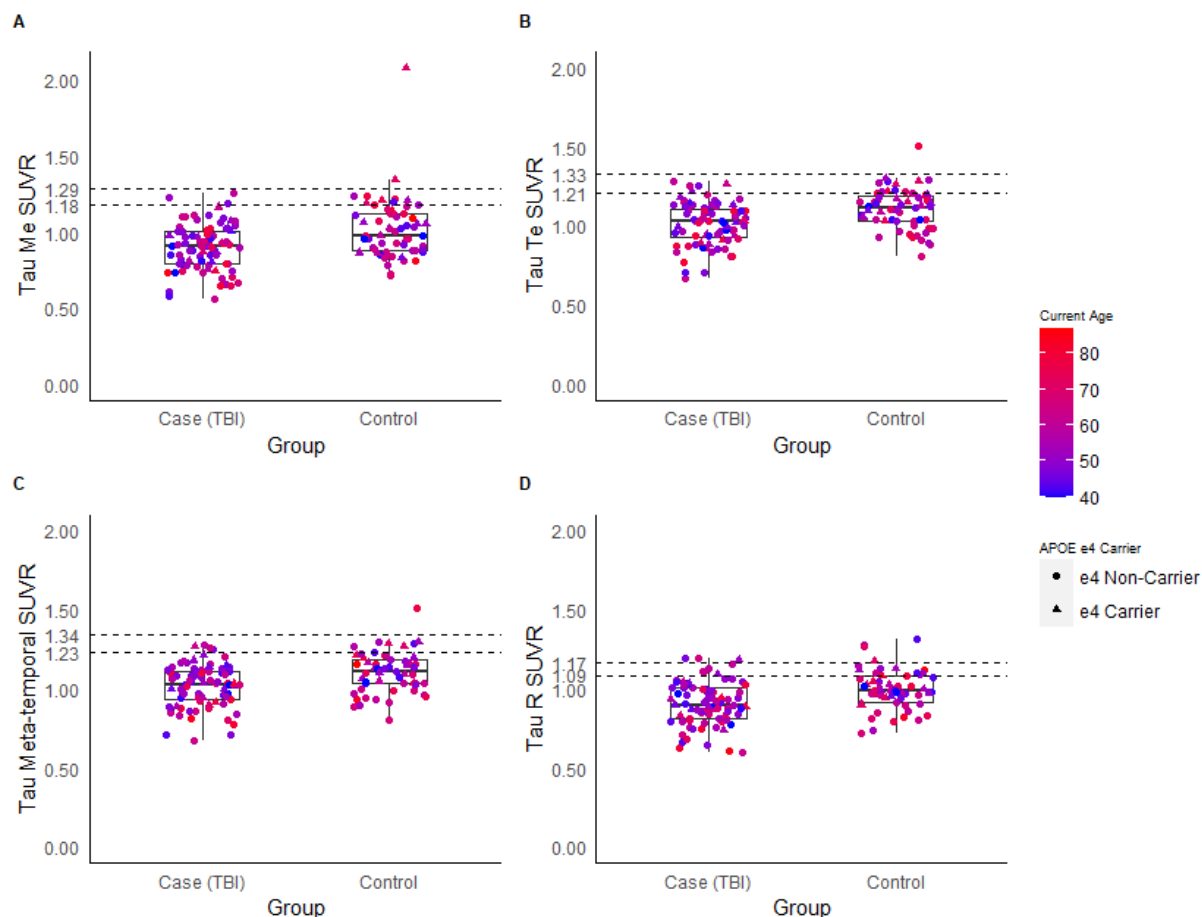 A
Tau Me SUVR
2.00
1.50
1.29
1.18
1.00
0.50
0.00
Case (TBI)
Control
Group
B
Tau Te SUVR
2.00
1.50
1.33
1.21
1.00
0.50
0.00
Case (TBI)
Control
Group
C
Tau Meta-temporal SUVR
2.00
1.50
1.34
1.23
1.00
0.50
0.00
Case (TBI)
Control
Group
D
Tau R SUVR
2.00
1.50
1.17
1.09
1.00
0.50
0.00
Case (TBI)
Control
Group
Current Age
80
70
60
50
40
APOE e4 Carrier
e4 Non-Carrier
e4 Carrier